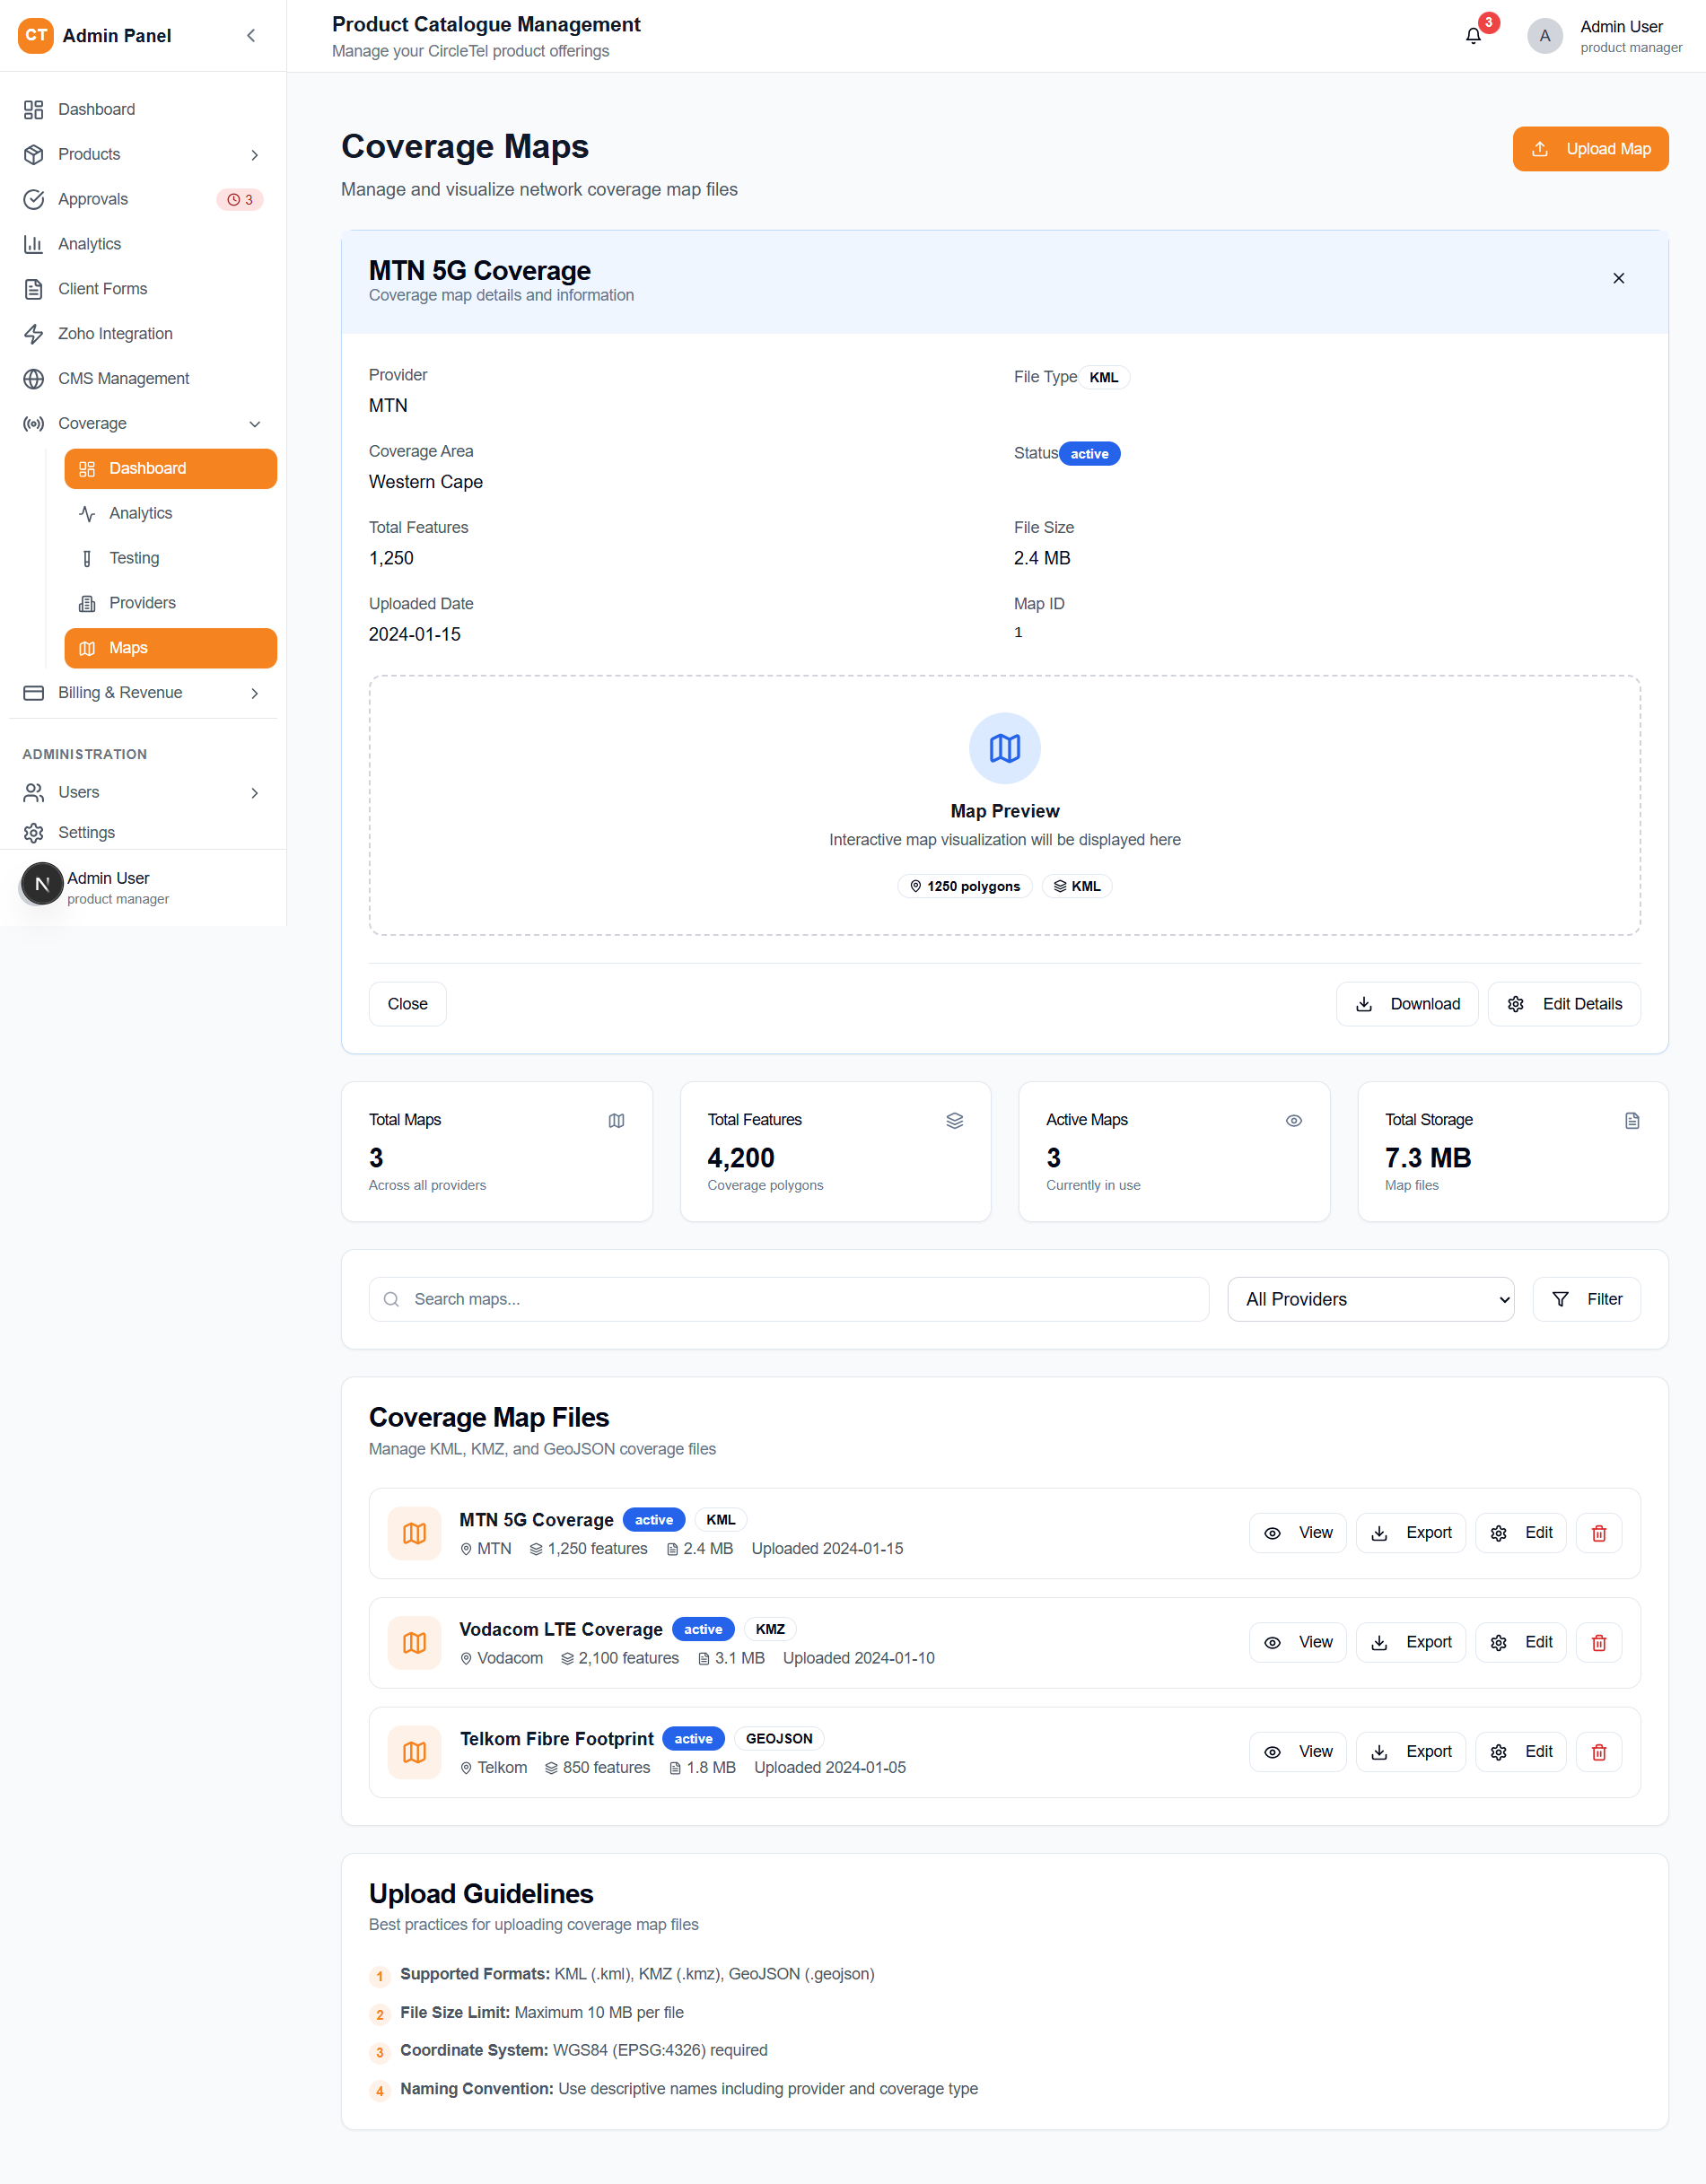 CT Admin Panel
Dashboard
Products
Approvals 3
Analytics
Client Forms
Zoho Integration
CMS Management
Coverage
Dashboard
Analytics
Testing
Providers
Maps
Billing & Revenue
ADMINISTRATION
Users
Settings
N Admin User
product manager
Product Catalogue Management
Manage your CircleTel product offerings
3
A
Admin User
product manager
Coverage Maps
Manage and visualize network coverage map files
Upload Map
MTN 5G Coverage
Coverage map details and information
Provider
MTN
File Type KML
Coverage Area
Western Cape
Status active
Total Features
1,250
File Size
2.4 MB
Uploaded Date
2024-01-15
Map ID
1
Map Preview
Interactive map visualization will be displayed here
1250 polygons KML
Close Download Edit Details
Total Maps
3
Across all providers
Total Features
4,200
Coverage polygons
Active Maps
3
Currently in use
Total Storage
7.3 MB
Map files
Search maps... All Providers Filter
Coverage Map Files
Manage KML, KMZ, and GeoJSON coverage files
MTN 5G Coverage active KML
MTN 1,250 features 2.4 MB Uploaded 2024-01-15
View Export Edit
Vodacom LTE Coverage active KMZ
Vodacom 2,100 features 3.1 MB Uploaded 2024-01-10
View Export Edit
Telkom Fibre Footprint active GEOJSON
Telkom 850 features 1.8 MB Uploaded 2024-01-05
View Export Edit
Upload Guidelines
Best practices for uploading coverage map files
1 Supported Formats: KML (.kml), KMZ (.kmz), GeoJSON (.geojson)
2 File Size Limit: Maximum 10 MB per file
3 Coordinate System: WGS84 (EPSG:4326) required
4 Naming Convention: Use descriptive names including provider and coverage type